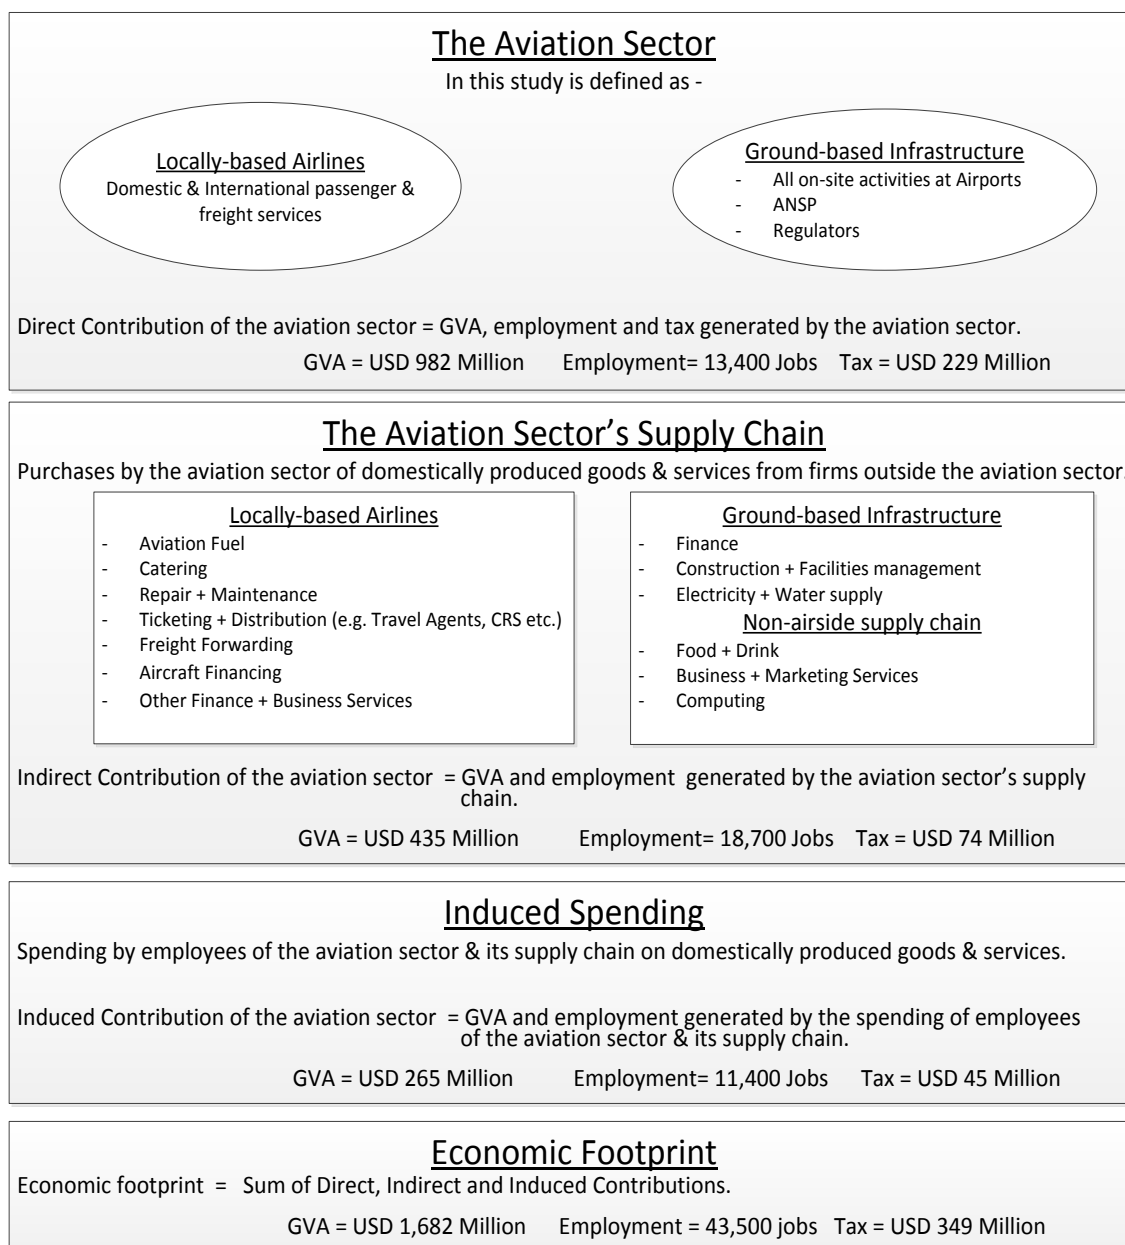 The Aviation Sector
In this study is defined as -
Locally-based Airlines
Domestic & International passenger &
freight services
Ground-based Infrastructure
- All on-site activities at Airports
- ANSP
- Regulators
Direct Contribution of the aviation sector = GVA, employment and tax generated by the aviation sector.
GVA = USD 982 Million Employment= 13,400 Jobs Tax = USD 229 Million
The Aviation Sector’s Supply Chain
Purchases by the aviation sector of domestically produced goods & services from firms outside the aviation sector.
Locally-based Airlines
- Aviation Fuel
- Catering
- Repair + Maintenance
- Ticketing + Distribution (e.g. Travel Agents, CRS etc.)
- Freight Forwarding
- Aircraft Financing
- Other Finance + Business Services
Ground-based Infrastructure
- Finance
- Construction + Facilities management
- Electricity + Water supply
Non-airside supply chain
- Food + Drink
- Business + Marketing Services
- Computing
Indirect Contribution of the aviation sector = GVA and employment generated by the aviation sector’s supply
chain.
GVA = USD 435 Million Employment= 18,700 Jobs Tax = USD 74 Million
Induced Spending
Spending by employees of the aviation sector & its supply chain on domestically produced goods & services.
Induced Contribution of the aviation sector = GVA and employment generated by the spending of employees
of the aviation sector & its supply chain.
GVA = USD 265 Million Employment= 11,400 Jobs Tax = USD 45 Million
Economic Footprint
Economic footprint = Sum of Direct, Indirect and Induced Contributions.
GVA = USD 1,682 Million Employment = 43,500 jobs Tax = USD 349 Million